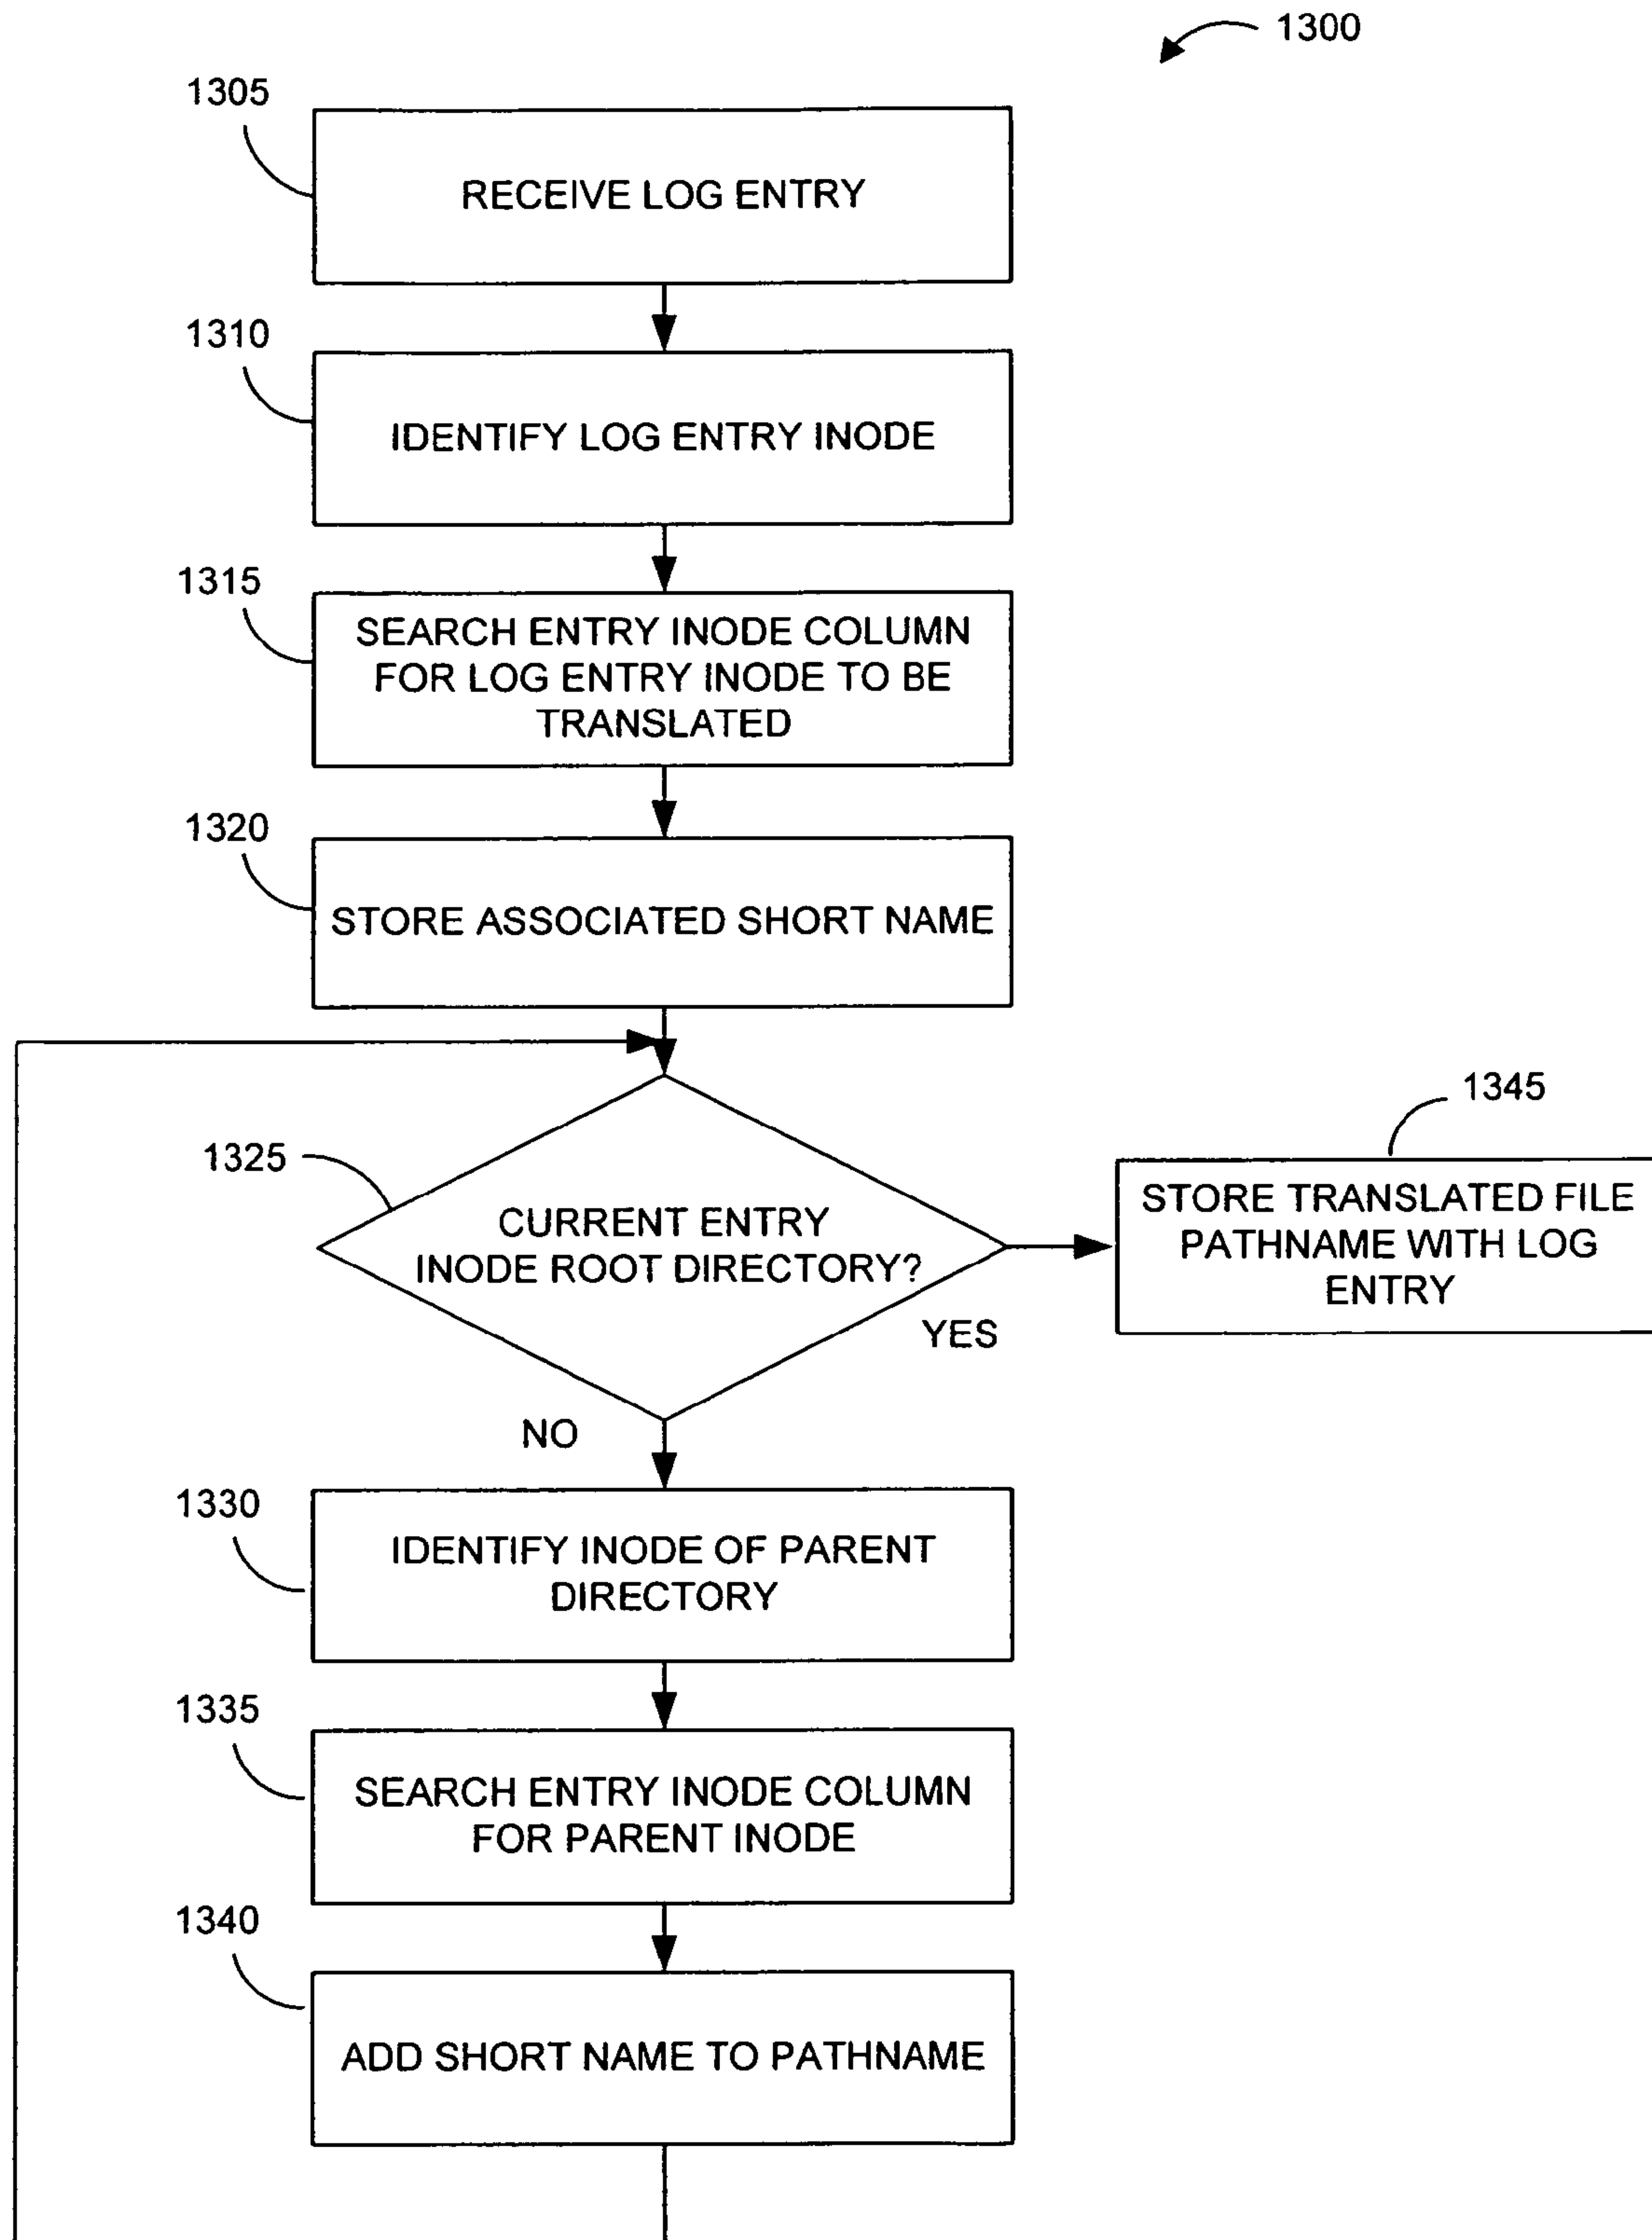 1300
1305
RECEIVE LOG ENTRY
1310
IDENTIFY LOG ENTRY INODE
1315
SEARCH ENTRY INODE COLUMN
FOR LOG ENTRY INODE TO BE
TRANSLATED
1320
STORE ASSOCIATED SHORT NAME
1325
CURRENT ENTRY
INODE ROOT DIRECTORY?
YES
NO
1345
STORE TRANSLATED FILE
PATHNAME WITH LOG
ENTRY
1330
IDENTIFY INODE OF PARENT
DIRECTORY
1335
SEARCH ENTRY INODE COLUMN
FOR PARENT INODE
1340
ADD SHORT NAME TO PATHNAME